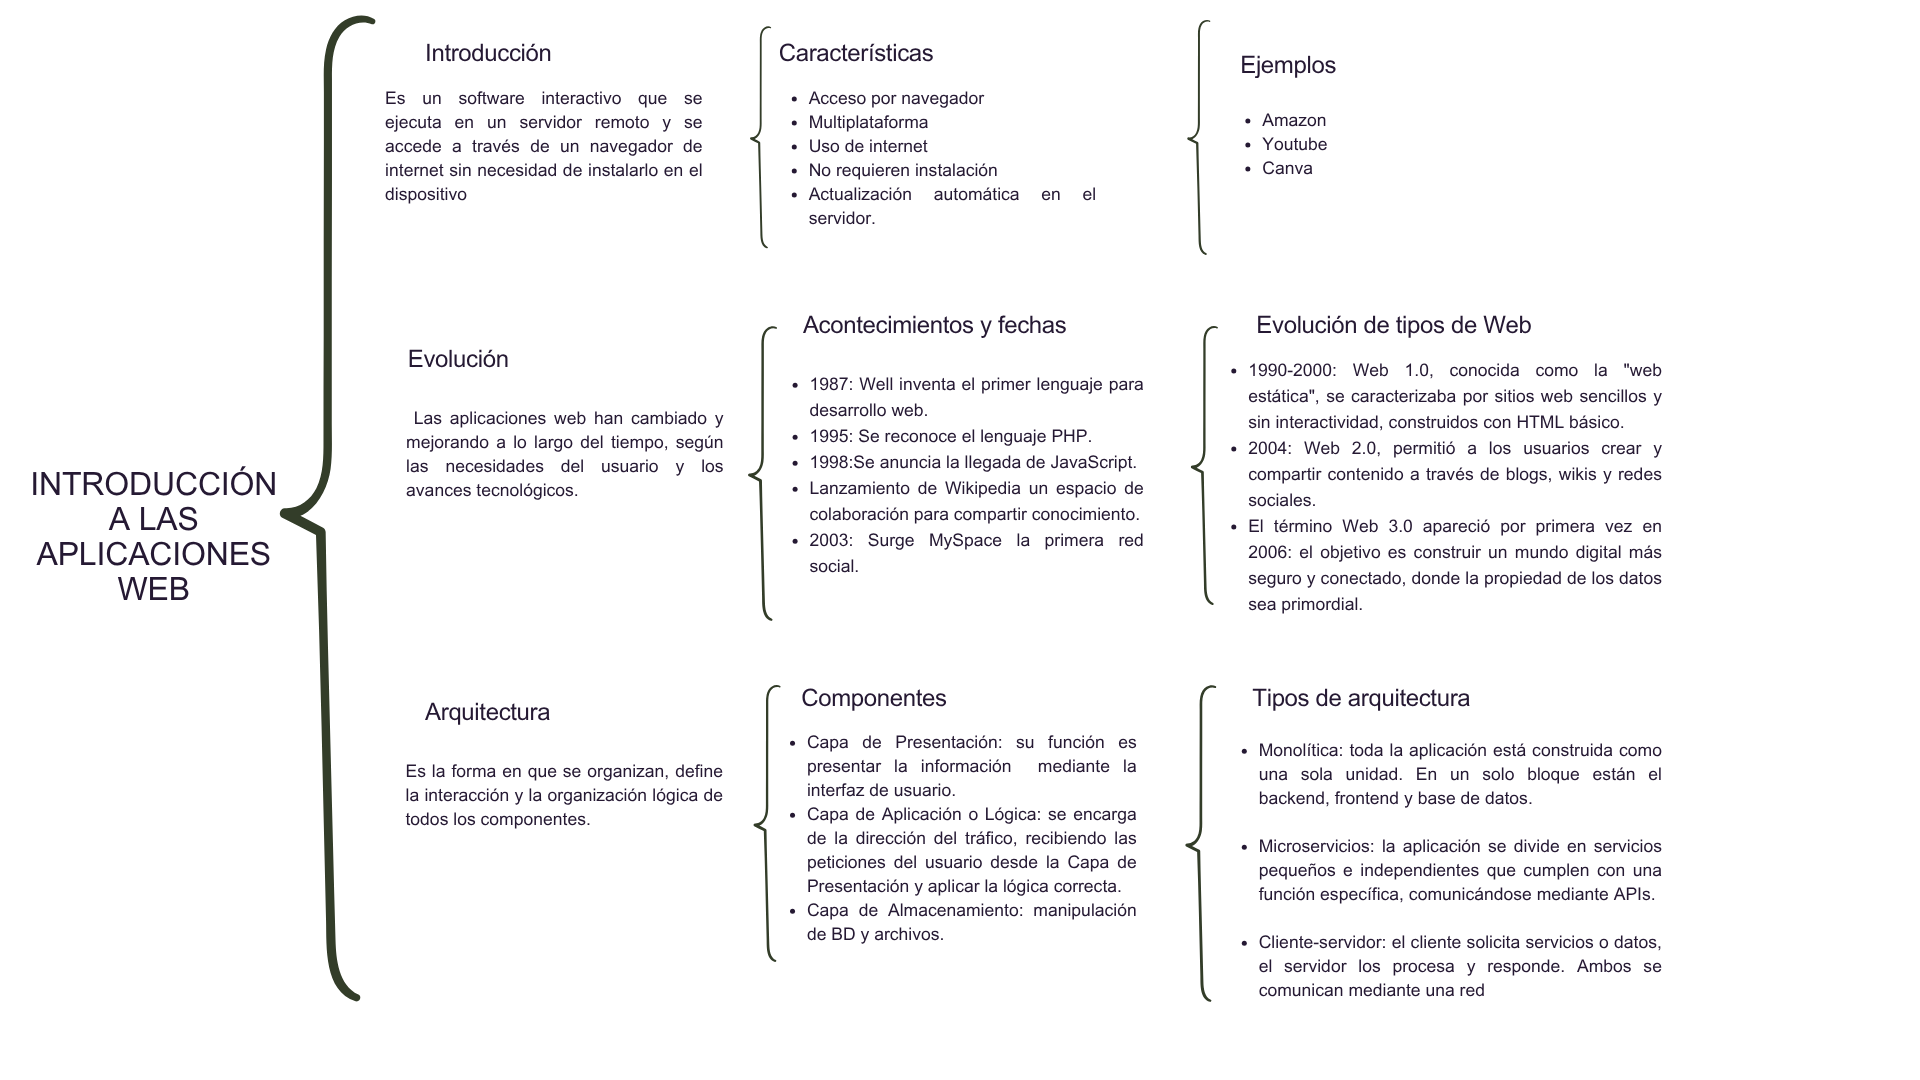 INTRODUCCIÓN
A LAS
APLICACIONES
WEB
Introducción
Es un software interactivo que se
ejecuta en un servidor remoto y se
accede a través de un navegador de
internet sin necesidad de instalarlo en el
dispositivo
Características
• Acceso por navegador
• Multiplataforma
• Uso de internet
• No requieren instalación
• Actualización automática en el
servidor.
Ejemplos
• Amazon
• Youtube
• Canva
Evolución
Las aplicaciones web han cambiado y
mejorando a lo largo del tiempo, según
las necesidades del usuario y los
avances tecnológicos.
Acontecimientos y fechas
• 1987: Well inventa el primer lenguaje para
desarrollo web.
• 1995: Se reconoce el lenguaje PHP.
• 1998:Se anuncia la llegada de JavaScript.
• Lanzamiento de Wikipedia un espacio de
colaboración para compartir conocimiento.
• 2003: Surge MySpace la primera red
social.
Evolución de tipos de Web
• 1990-2000: Web 1.0, conocida como la "web
estática", se caracterizaba por sitios web sencillos y
sin interactividad, construidos con HTML básico.
• 2004: Web 2.0, permitió a los usuarios crear y
compartir contenido a través de blogs, wikis y redes
sociales.
• El término Web 3.0 apareció por primera vez en
2006: el objetivo es construir un mundo digital más
seguro y conectado, donde la propiedad de los datos
sea primordial.
Arquitectura
Es la forma en que se organizan, define
la interacción y la organización lógica de
todos los componentes.
Componentes
• Capa de Presentación: su función es
presentar la información mediante la
interfaz de usuario.
• Capa de Aplicación o Lógica: se encarga
de la dirección del tráfico, recibiendo las
peticiones del usuario desde la Capa de
Presentación y aplicar la lógica correcta.
• Capa de Almacenamiento: manipulación
de BD y archivos.
Tipos de arquitectura
• Monolítica: toda la aplicación está construida como
una sola unidad. En un solo bloque están el
backend, frontend y base de datos.
• Microservicios: la aplicación se divide en servicios
pequeños e independientes que cumplen con una
función específica, comunicándose mediante APIs.
• Cliente-servidor: el cliente solicita servicios o datos,
el servidor los procesa y responde. Ambos se
comunican mediante una red